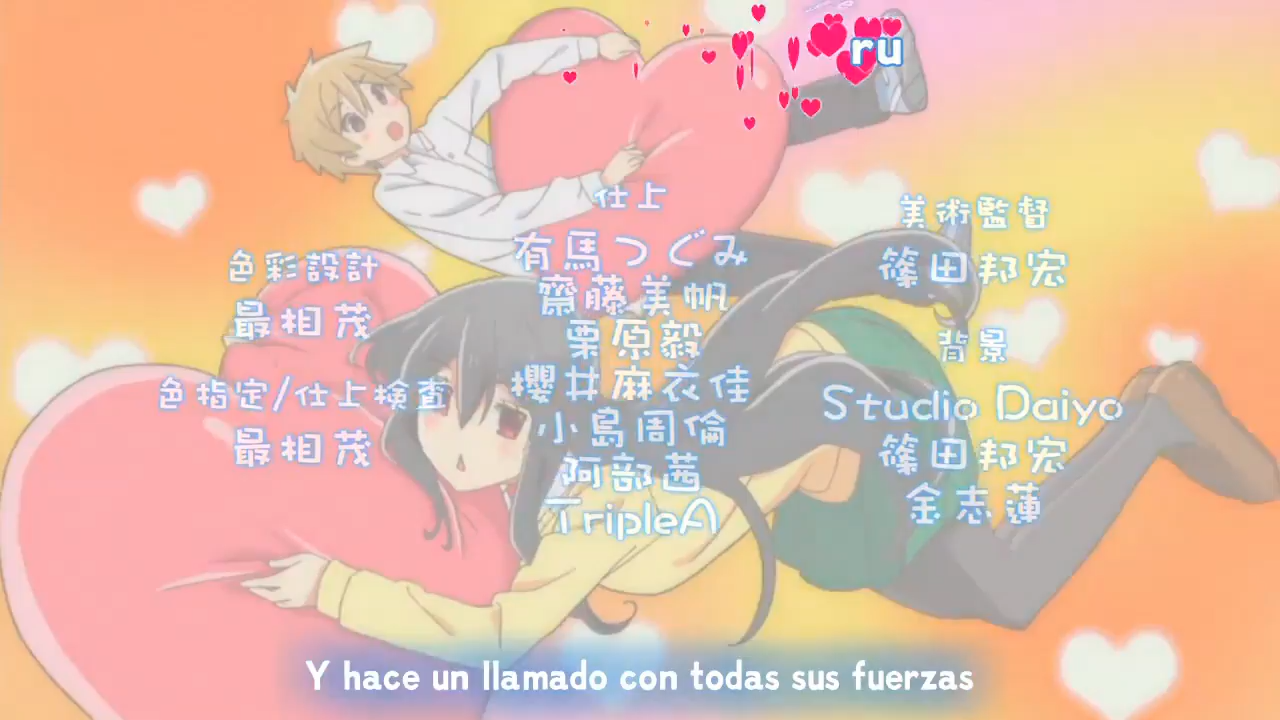 ru
色彩設計
最相茂
色指定/仕上検査
最相茂
仕上
有馬つぐみ
齋藤美帆
栗原毅
櫻井麻衣佳
小島周倫
阿部茜
TripleA
美術監督
篠田邦宏
背景
Studio Daiyo
篠田邦宏
金志蓮
Y hace un llamado con todas sus fuerzas